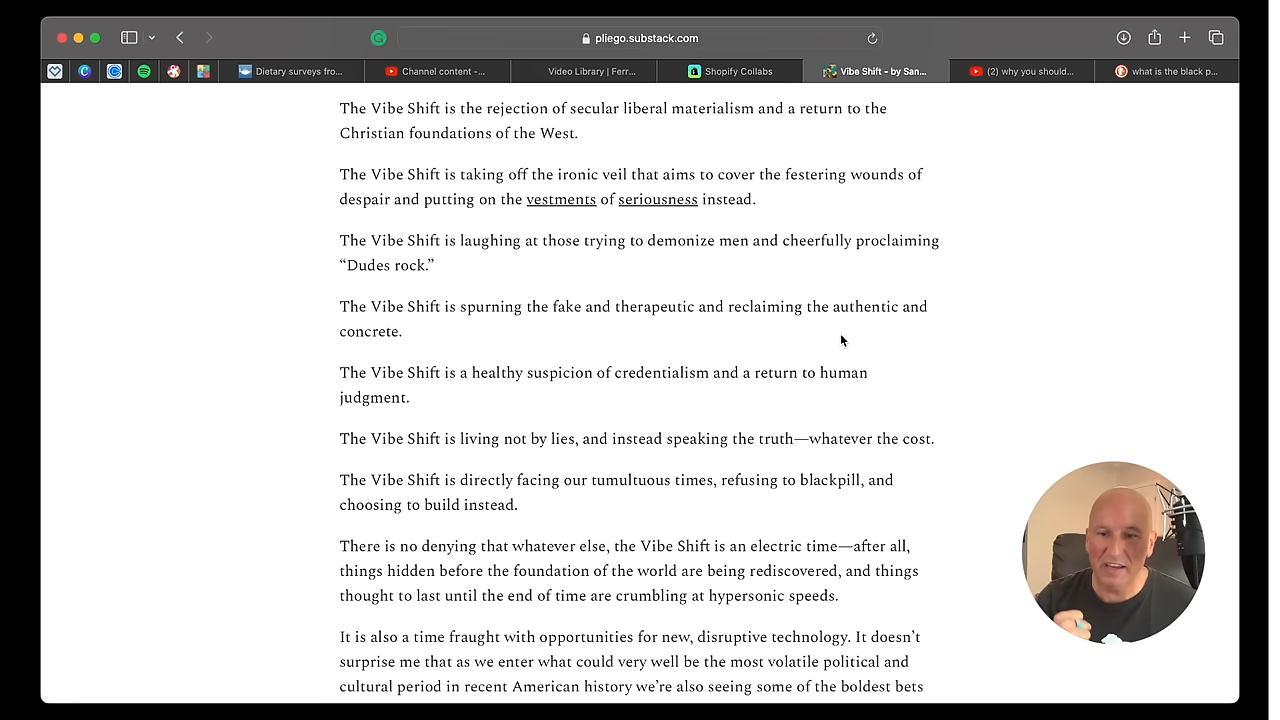 pliego.substack.com
Dietary surveys fro...
Channel content -...
Video Library | Ferr...
Shopify Collabs
Vibe Shift - by San...
(2) why you should...
what is the black p...
The Vibe Shift is the rejection of secular liberal materialism and a return to the
Christian foundations of the West.
The Vibe Shift is taking off the ironic veil that aims to cover the festering wounds of
despair and putting on the vestments of seriousness instead.
The Vibe Shift is laughing at those trying to demonize men and cheerfully proclaiming
“Dudes rock.”
The Vibe Shift is spurning the fake and therapeutic and reclaiming the authentic and
concrete.
The Vibe Shift is a healthy suspicion of credentialism and a return to human
judgment.
The Vibe Shift is living not by lies, and instead speaking the truth—whatever the cost.
The Vibe Shift is directly facing our tumultuous times, refusing to blackpill, and
choosing to build instead.
There is no denying that whatever else, the Vibe Shift is an electric time—after all,
things hidden before the foundation of the world are being rediscovered, and things
thought to last until the end of time are crumbling at hypersonic speeds.
It is also a time fraught with opportunities for new, disruptive technology. It doesn’t
surprise me that as we enter what could very well be the most volatile political and
cultural period in recent American history we’re also seeing some of the boldest bets